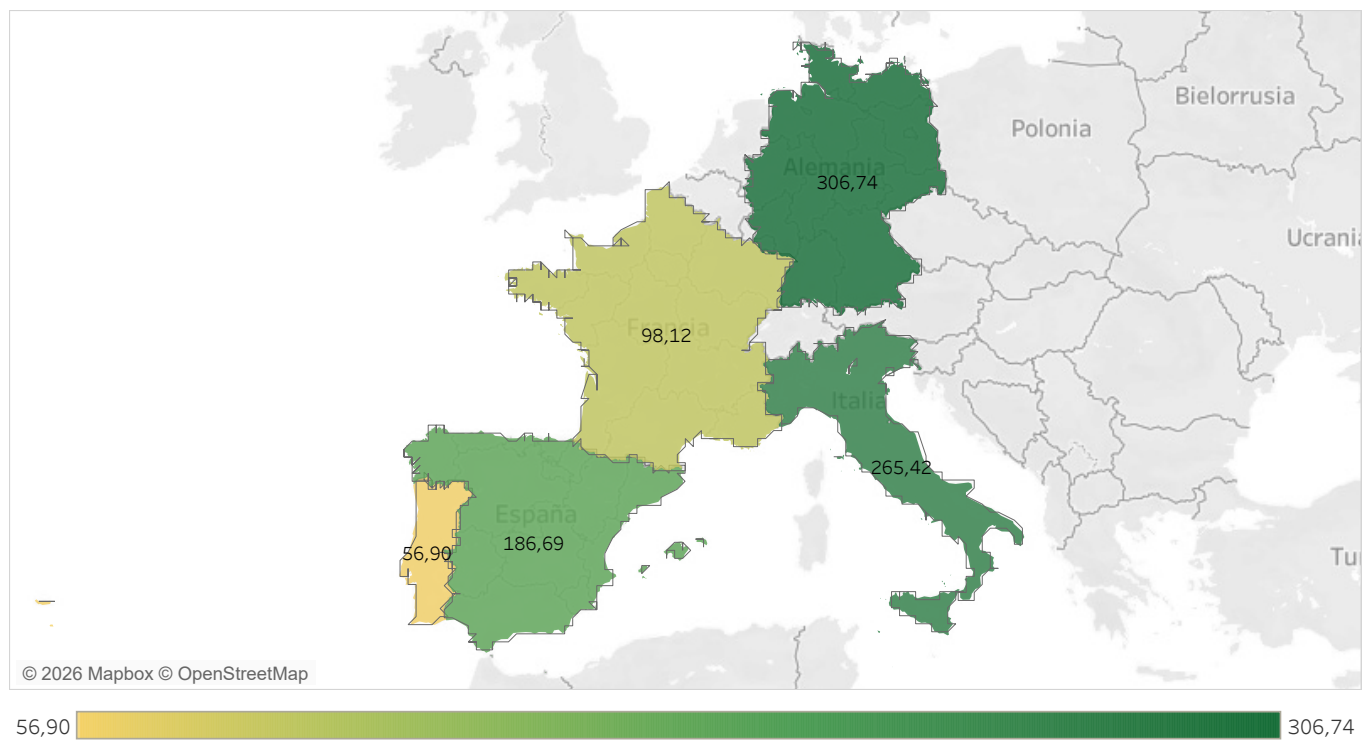 Bielorrusia
Polonia
Alemania
306,74
Ucrania
Francia
98,12
Italia
265,42
España
186,69
56,90
Tu
© 2026 Mapbox © OpenStreetMap
56,90
306,74